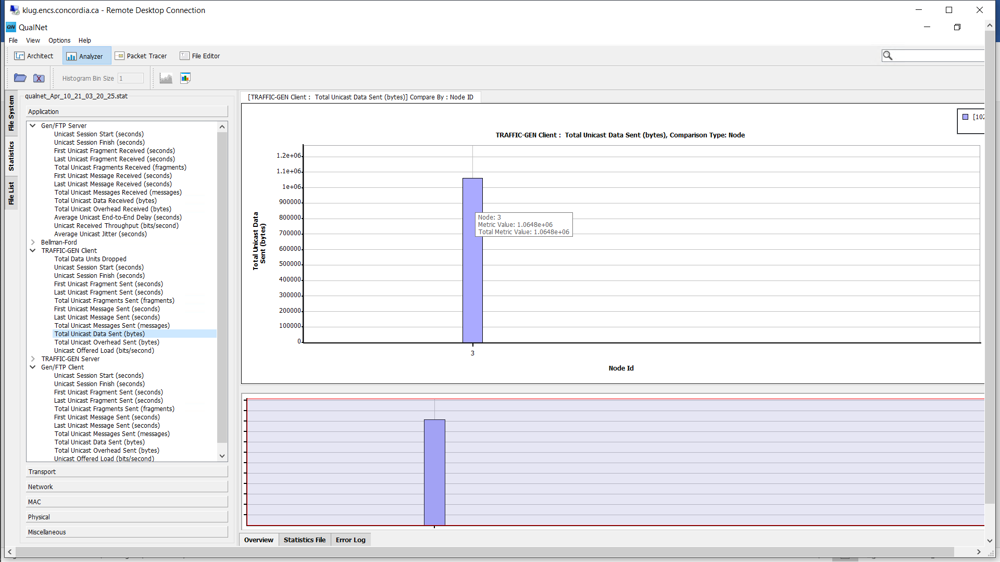 klug.encs.concordia.ca - Remote Desktop Connection
QN QualNet
File View Options Help
Architect Analyzer Packet Tracer File Editor
Histogram Bin Size 1
File System
Statistics
File List
qualnet_Apr_10_21_03_20_25.stat
Application
Gen/FTP Server
Unicast Session Start (seconds)
Unicast Session Finish (seconds)
First Unicast Fragment Received (seconds)
Last Unicast Fragment Received (seconds)
Total Unicast Fragments Received (fragments)
First Unicast Message Received (seconds)
Last Unicast Message Received (seconds)
Total Unicast Messages Received (messages)
Total Unicast Data Received (bytes)
Total Unicast Overhead Received (bytes)
Average Unicast End-to-End Delay (seconds)
Unicast Received Throughput (bits/second)
Average Unicast Jitter (seconds)
Bellman-Ford
TRAFFIC-GEN Client
Total Data Units Dropped
Unicast Session Start (seconds)
Unicast Session Finish (seconds)
First Unicast Fragment Sent (seconds)
Last Unicast Fragment Sent (seconds)
Total Unicast Fragments Sent (fragments)
First Unicast Message Sent (seconds)
Last Unicast Message Sent (seconds)
Total Unicast Messages Sent (messages)
Total Unicast Data Sent (bytes)
Total Unicast Overhead Sent (bytes)
Unicast Offered Load (bits/second)
TRAFFIC-GEN Server
Gen/FTP Client
Unicast Session Start (seconds)
Unicast Session Finish (seconds)
First Unicast Fragment Sent (seconds)
Last Unicast Fragment Sent (seconds)
Total Unicast Fragments Sent (fragments)
First Unicast Message Sent (seconds)
Last Unicast Message Sent (seconds)
Total Unicast Messages Sent (messages)
Total Unicast Data Sent (bytes)
Total Unicast Overhead Sent (bytes)
Unicast Offered Load (bits/second)
Transport
Network
MAC
Physical
Miscellaneous
[TRAFFIC-GEN Client : Total Unicast Data Sent (bytes)] Compare By : Node ID
[102
TRAFFIC-GEN Client : Total Unicast Data Sent (bytes), Comparison Type: Node
1.2e+06
1.1e+06
1e+06
900000
800000
700000
600000
500000
400000
300000
200000
100000
0
Total Unicast Data
Sent (bytes)
Node: 3
Metric Value: 1.0648e+06
Total Metric Value: 1.0648e+06
3
Node Id
Overview Statistics File Error Log